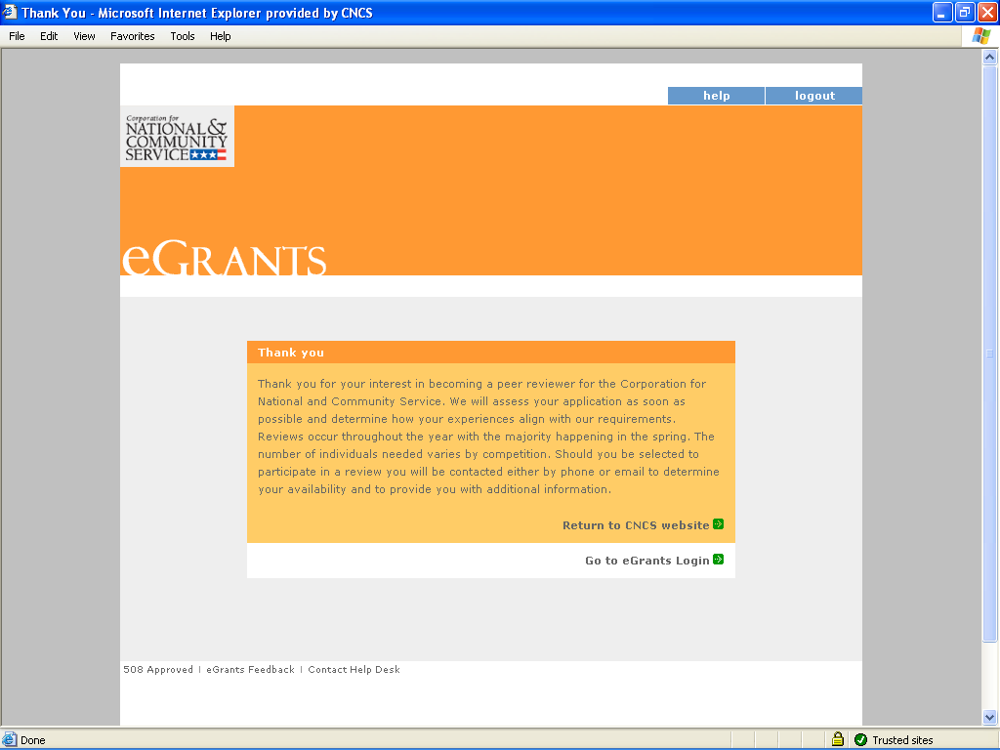 Thank You - Microsoft Internet Explorer provided by CNCS
File Edit View Favorites Tools Help
help logout
Corporation for
NATIONAL &
COMMUNITY
SERVICE
eGRANTS
Thank you
Thank you for your interest in becoming a peer reviewer for the Corporation for
National and Community Service. We will assess your application as soon as
possible and determine how your experiences align with our requirements.
Reviews occur throughout the year with the majority happening in the spring. The
number of individuals needed varies by competition. Should you be selected to
participate in a review you will be contacted either by phone or email to determine
your availability and to provide you with additional information.
Return to CNCS website
Go to eGrants Login
508 Approved | eGrants Feedback | Contact Help Desk
Done Trusted sites